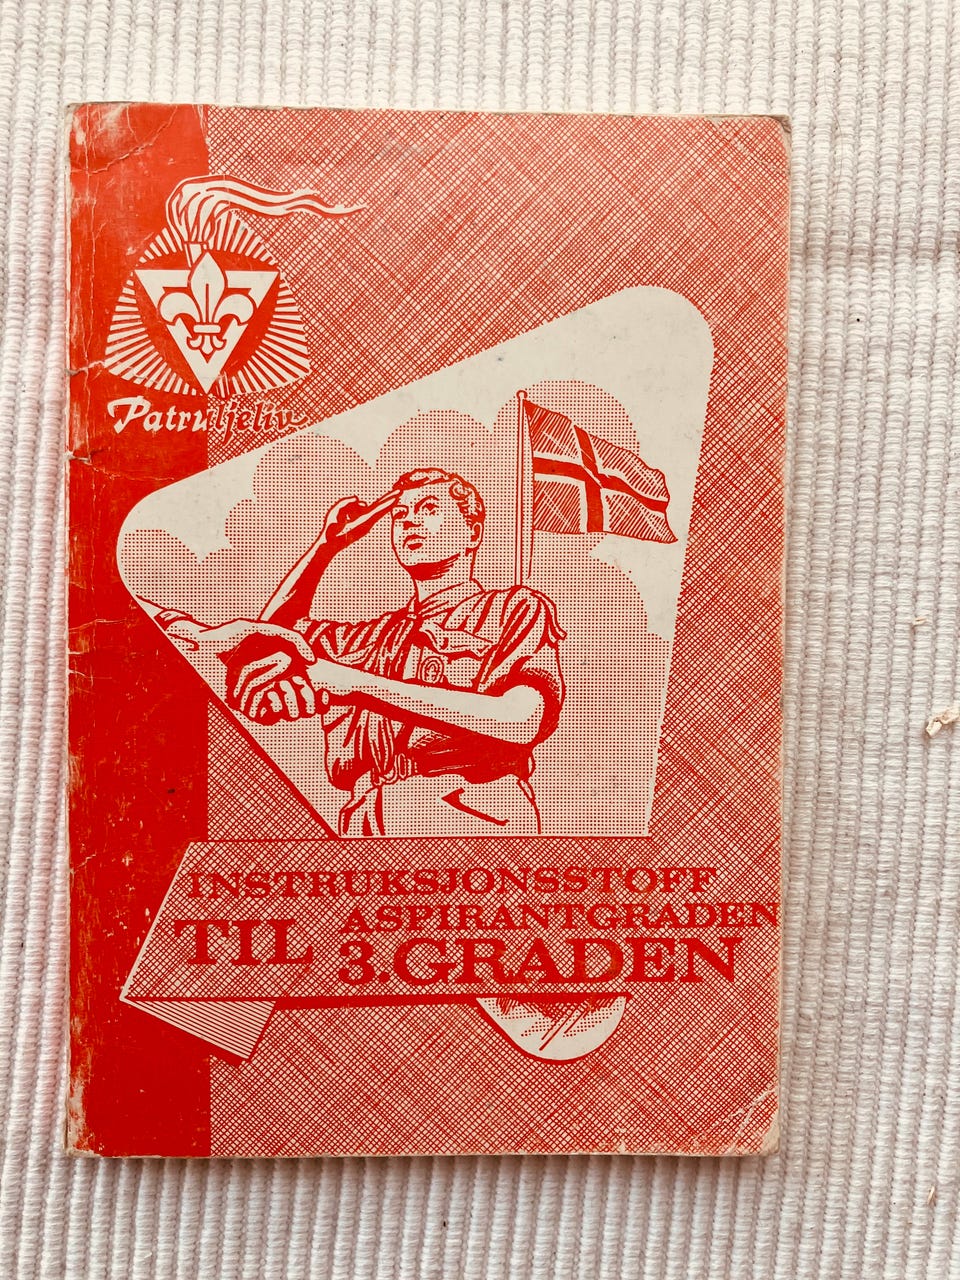 Patruljeliv
INSTRUKSJONSSTOFF
TIL ASPIRANTGRADEN
3.GRADEN